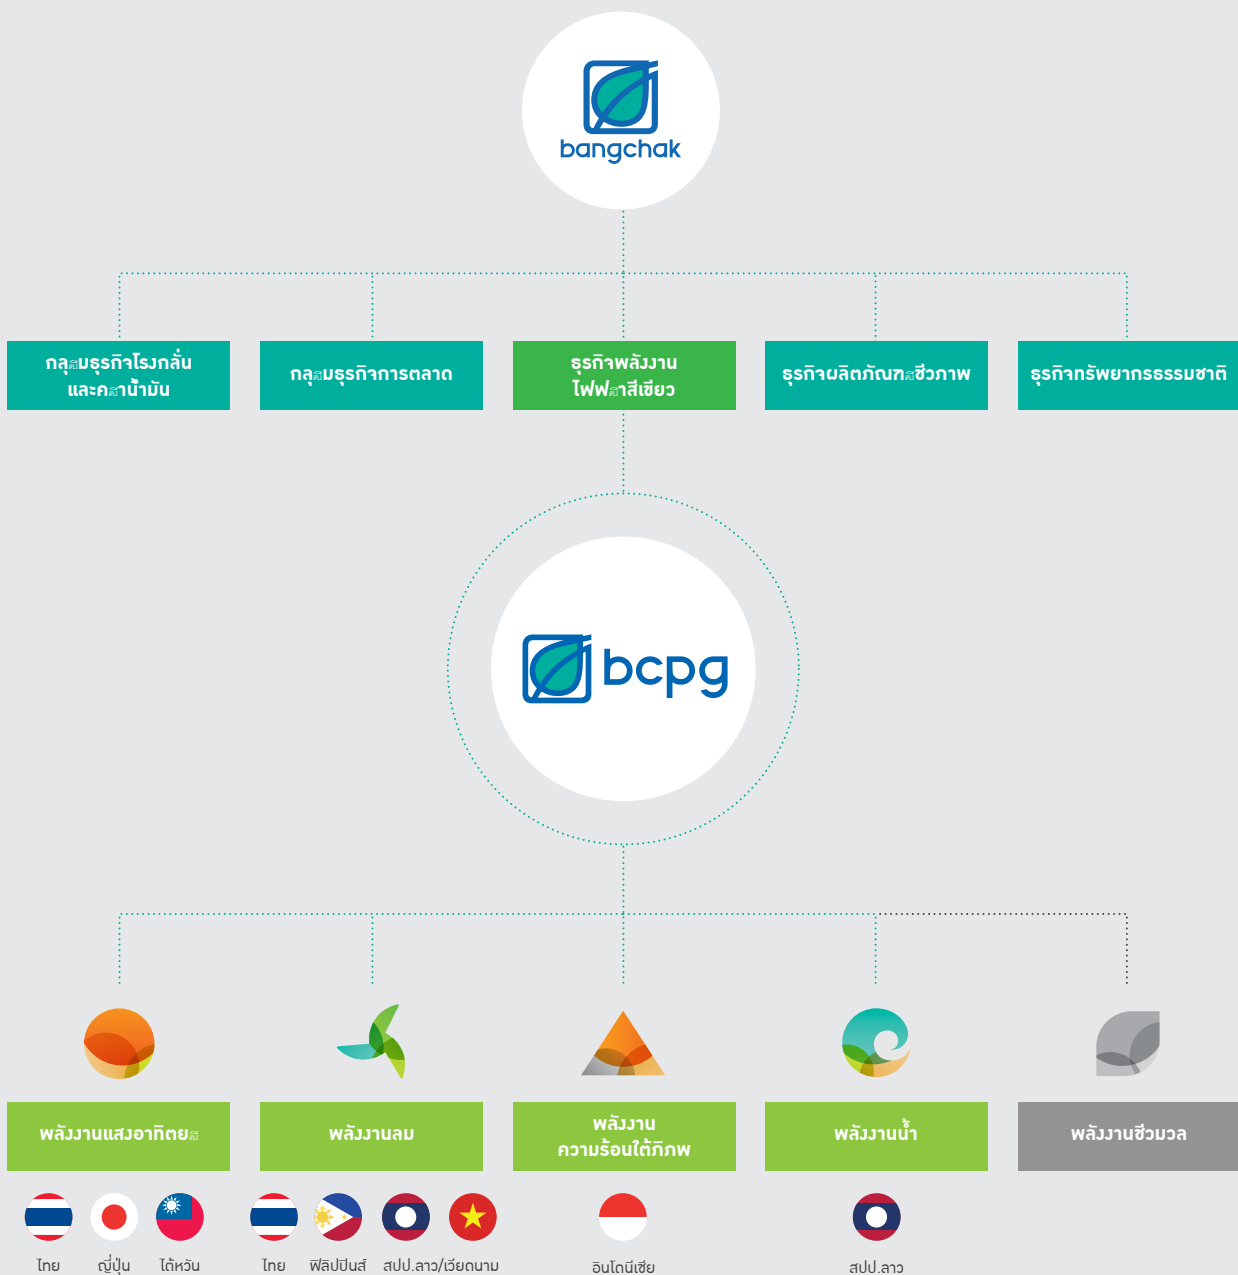 bangchak
กลุ่มธุรกิจโรงกลั่น
และค้าน้ำมัน
กลุ่มธุรกิจการตลาด
ธุรกิจพลังงาน
ไฟฟ้าสีเขียว
ธุรกิจผลิตภัณฑ์ชีวภาพ
ธุรกิจทรัพยากรธรรมชาติ
bcpg
พลังงานแสงอาทิตย์
พลังงานลม
พลังงาน
ความร้อนใต้ภิภพ
พลังงานน้ำ
พลังงานชีวมวล
ไทย
ญี่ปุ่น
ไต้หวัน
ไทย
ฟิลิปปินส์
สปป.ลาว/เวียดนาม
อินโดนีเซีย
สปป.ลาว